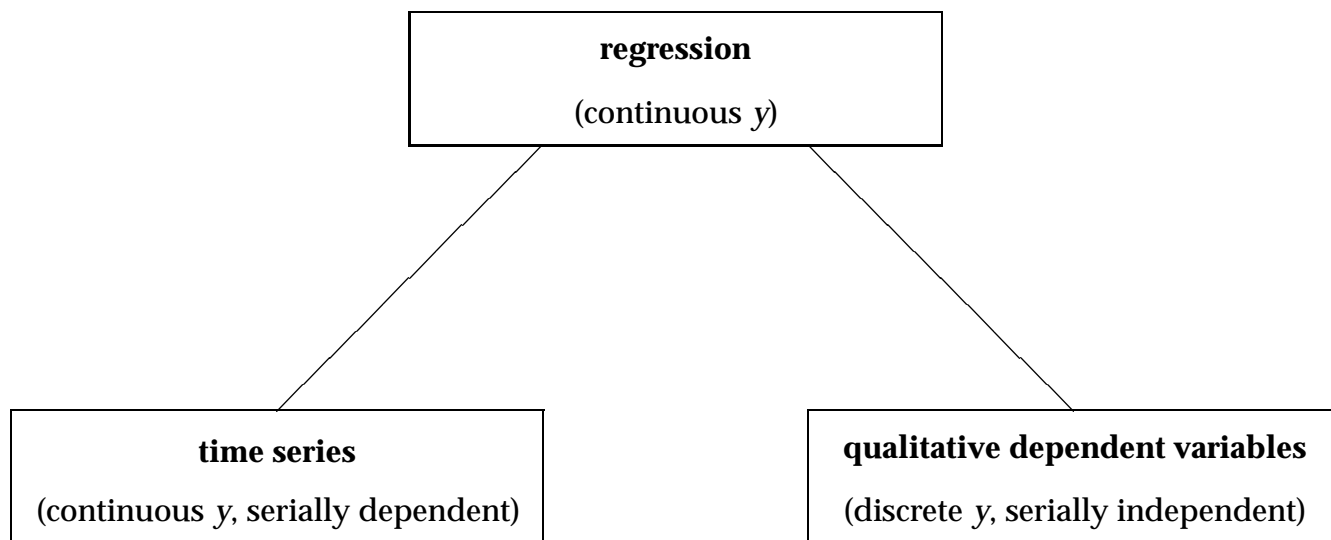 regression
(continuous y)
time series
(continuous y, serially dependent)
qualitative dependent variables
(discrete y, serially independent)